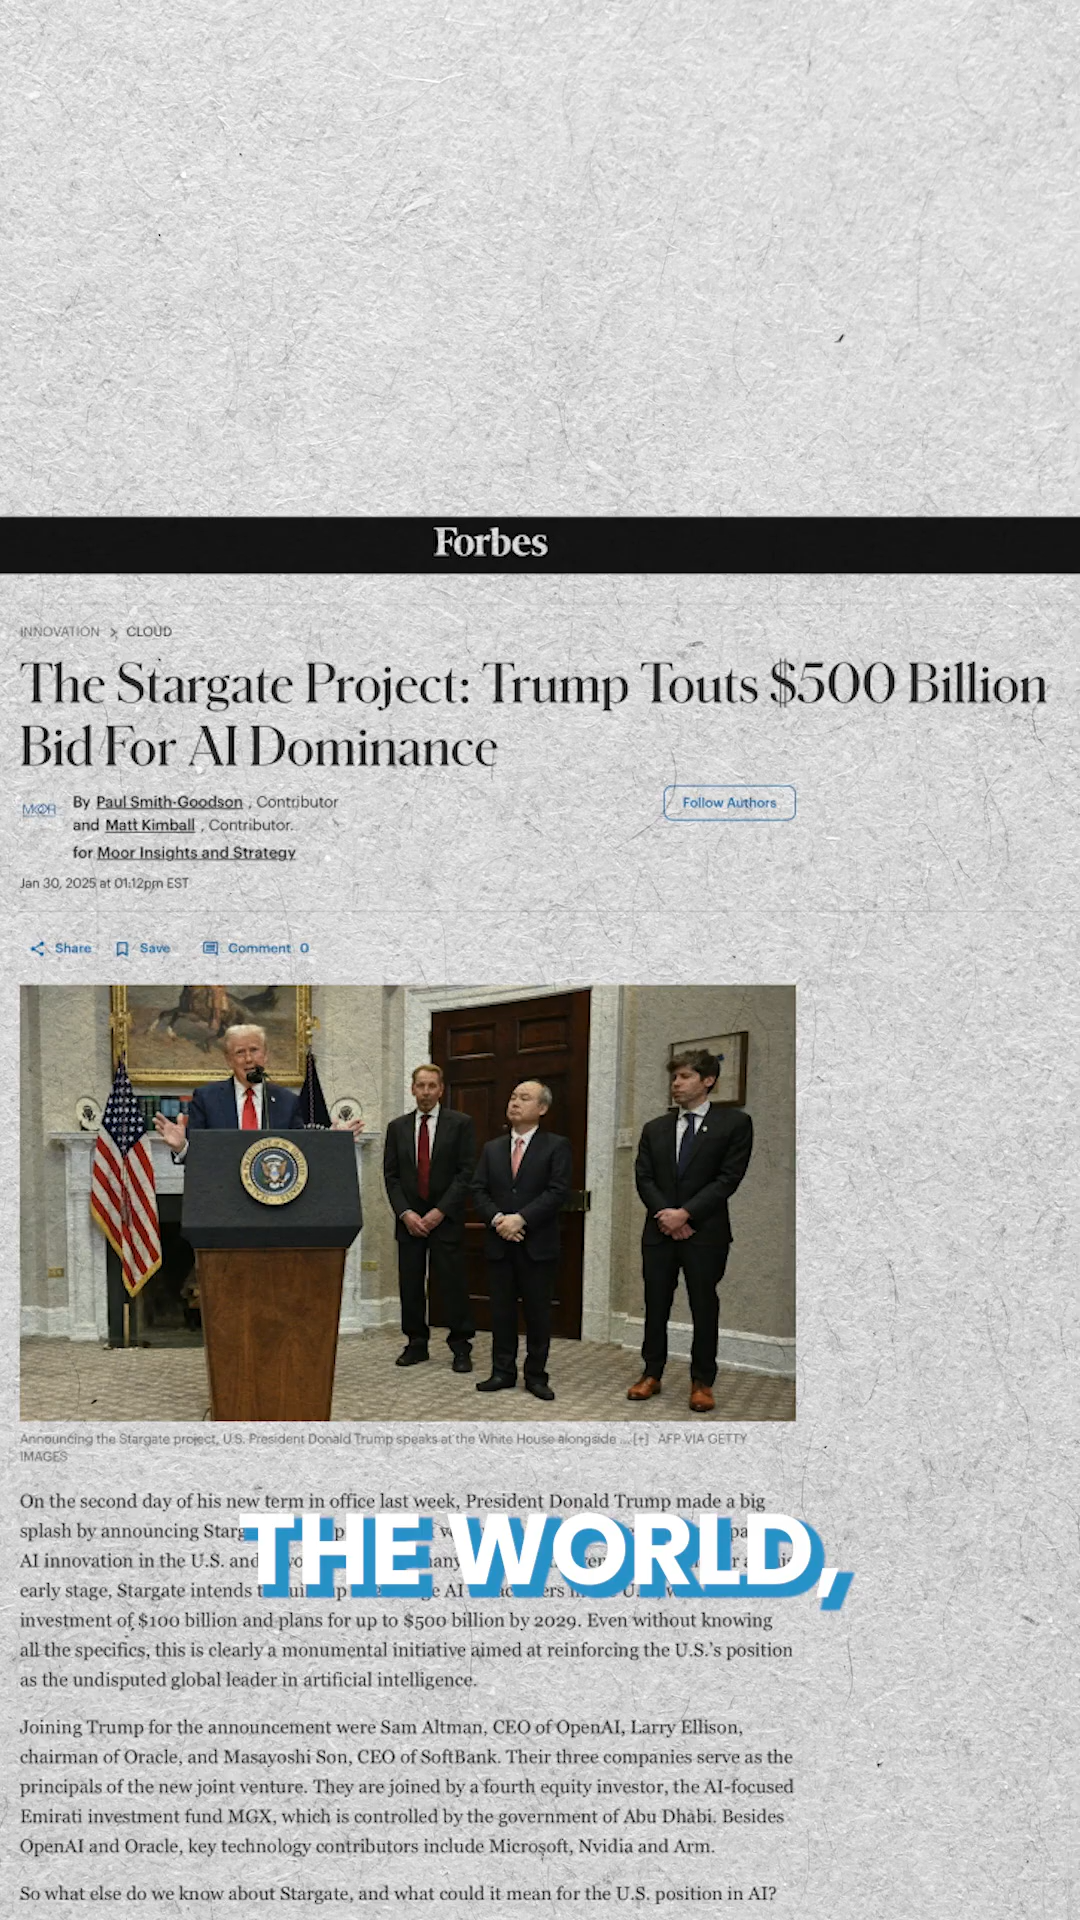 Forbes
INNOVATION > CLOUD
The Stargate Project: Trump Touts $500 Billion
Bid For AI Dominance
MOOR
By Paul Smith-Goodson , Contributor
and Matt Kimball , Contributor.
for Moor Insights and Strategy
Follow Authors
Jan 30, 2025 at 01:12pm EST
Share Save Comment 0
Announcing the Stargate project, U.S. President Donald Trump speaks at the White House alongside ... [+] AFP VIA GETTY
IMAGES
On the second day of his new term in office last week, President Donald Trump made a big
splash by announcing
THE WORLD,
AI innovation in the U.S. and
early stage, Stargate intends
investment of $100 billion and plans for up to $500 billion by 2029. Even without knowing
all the specifics, this is clearly a monumental initiative aimed at reinforcing the U.S.'s position
as the undisputed global leader in artificial intelligence.
Joining Trump for the announcement were Sam Altman, CEO of OpenAI, Larry Ellison,
chairman of Oracle, and Masayoshi Son, CEO of SoftBank. Their three companies serve as the
principals of the new joint venture. They are joined by a fourth equity investor, the AI-focused
Emirati investment fund MGX, which is controlled by the government of Abu Dhabi. Besides
OpenAI and Oracle, key technology contributors include Microsoft, Nvidia and Arm.
So what else do we know about Stargate, and what could it mean for the U.S. position in AI?